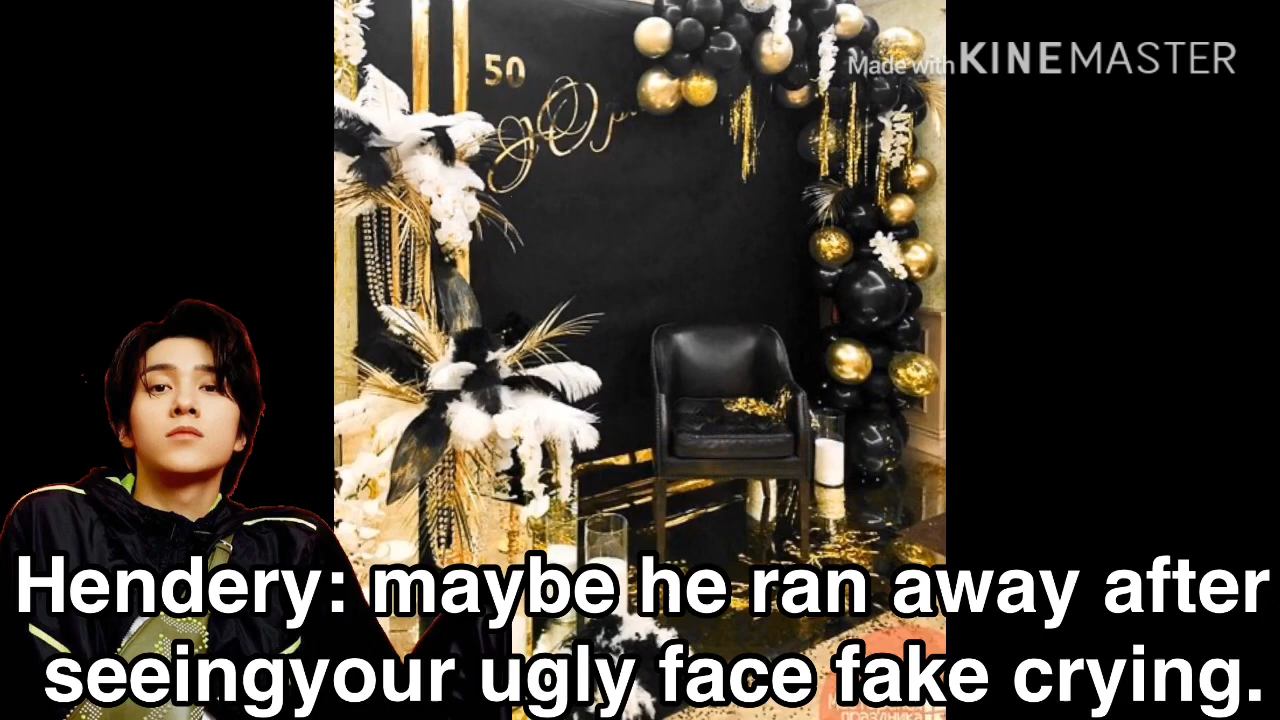 50
Made with KINEMASTER
Hendery: maybe he ran away after
seeingyour ugly face fake crying.